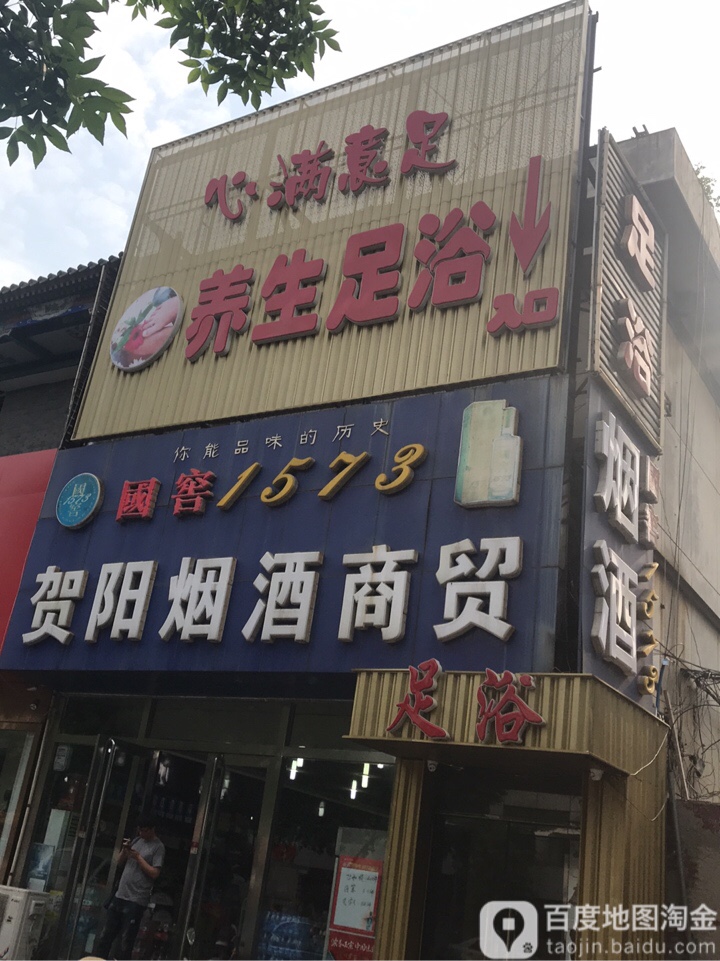 心满意足
养生足浴
入口
你能品味的历史
國窖1573
國
1573
贺阳烟酒商贸
足浴
足浴
烟酒
百度地图淘金
taojin.baidu.com